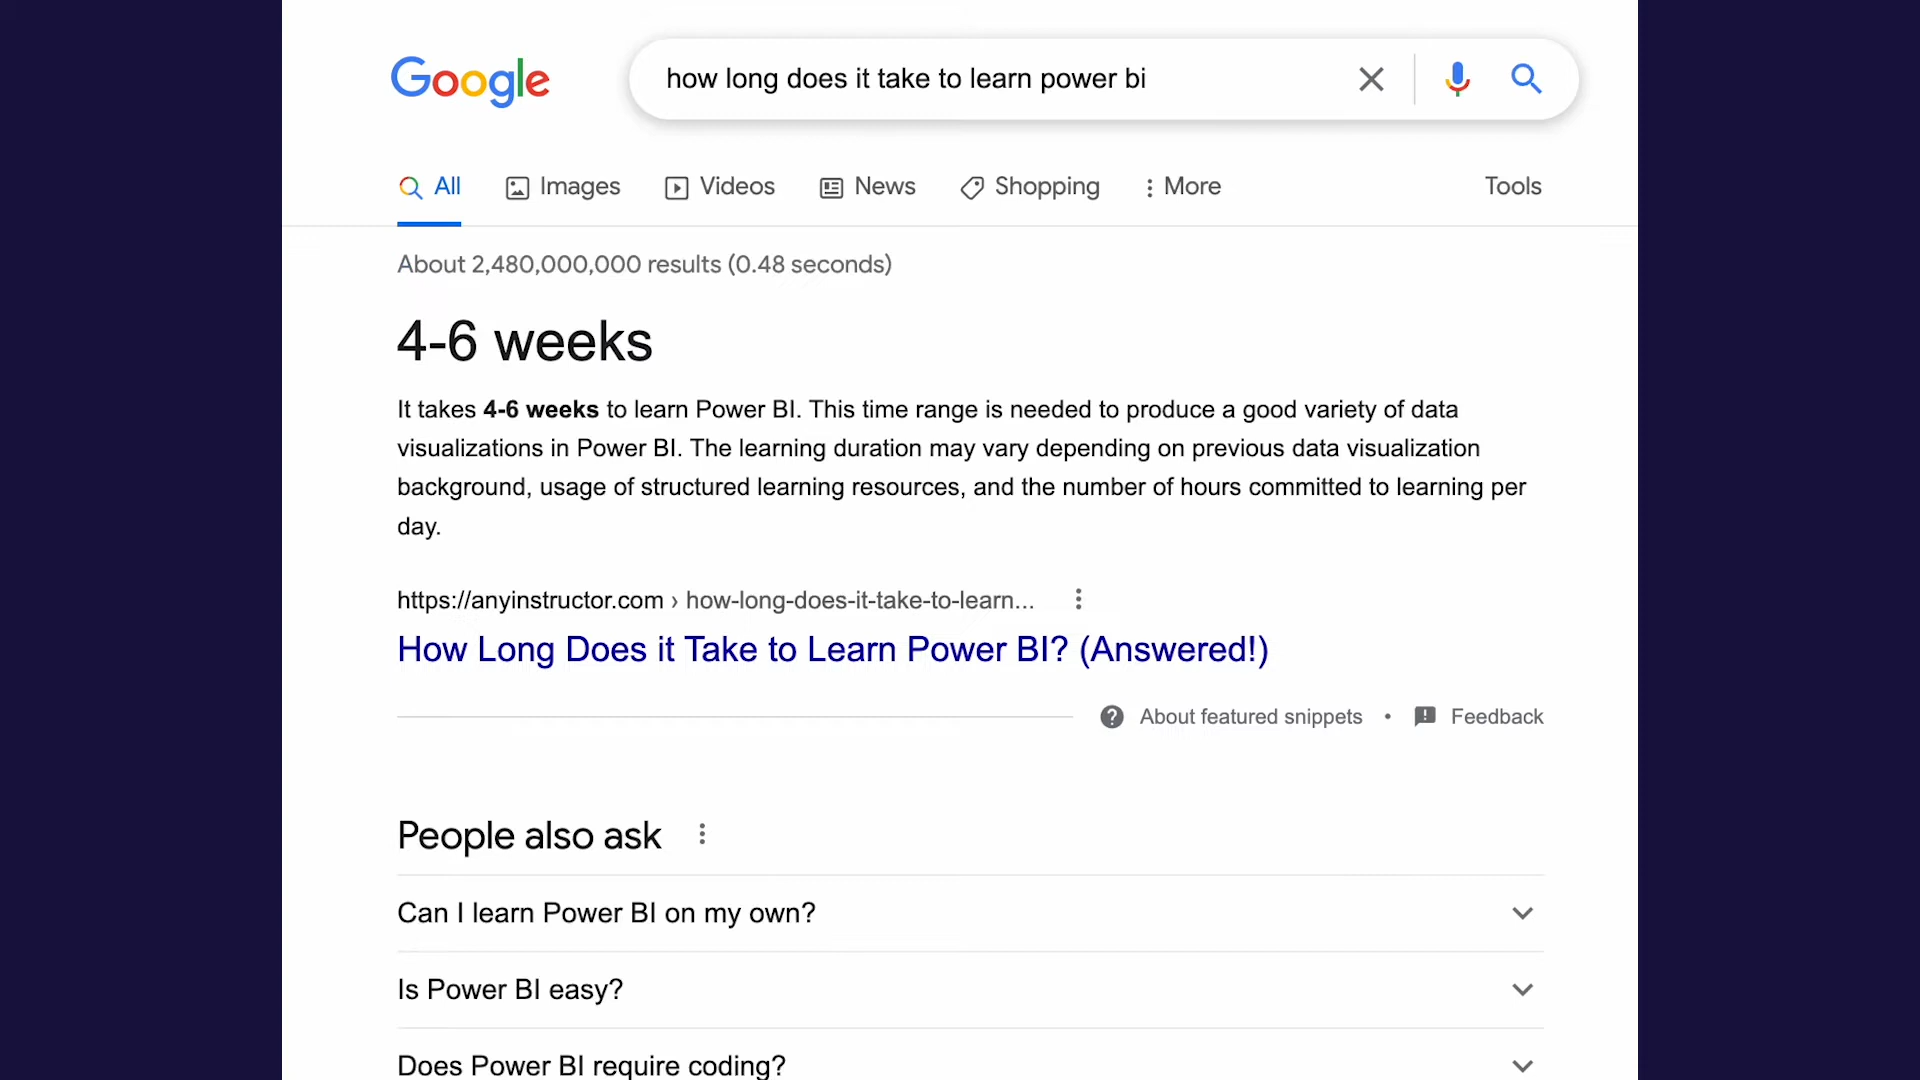 Google
how long does it take to learn power bi
All Images Videos News Shopping More Tools
About 2,480,000,000 results (0.48 seconds)
4-6 weeks
It takes 4-6 weeks to learn Power BI. This time range is needed to produce a good variety of data
visualizations in Power BI. The learning duration may vary depending on previous data visualization
background, usage of structured learning resources, and the number of hours committed to learning per
day.
https://anyinstructor.com › how-long-does-it-take-to-learn...
How Long Does it Take to Learn Power BI? (Answered!)
About featured snippets • Feedback
People also ask
Can I learn Power BI on my own?
Is Power BI easy?
Does Power BI require coding?